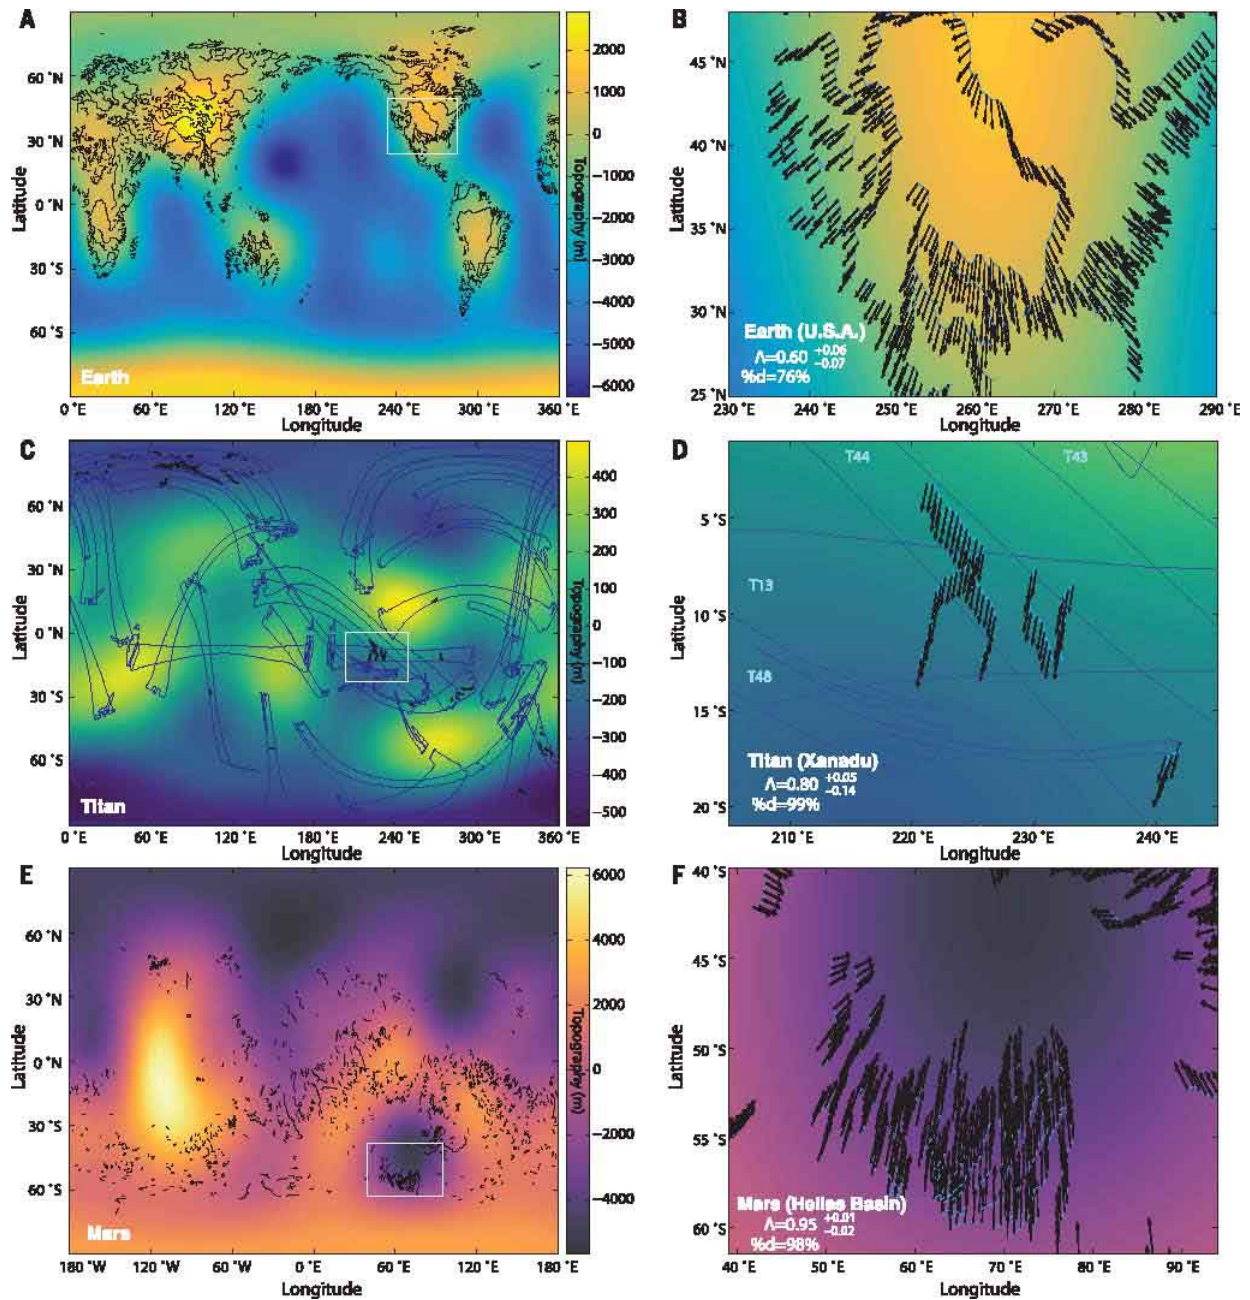 A
60 °N
30 °N
0 °N
30 °S
60 °S
Latitude
Earth
0 °E 60 °E 120 °E 180 °E 240 °E 300 °E 360 °E
Longitude
2000
1000
0
−1000
−2000
−3000
−4000
−5000
−6000
Topography (m)
B
45 °N
40 °N
35 °N
30 °N
25 °N
Latitude
Earth (U.S.A.)
Λ=0.60 +0.06 −0.07
%d=76%
230 °E 240 °E 250 °E 260 °E 270 °E 280 °E 290 °E
Longitude
C
60 °N
30 °N
0 °N
30 °S
60 °S
Latitude
Titan
0 °E 60 °E 120 °E 180 °E 240 °E 300 °E 360 °E
Longitude
400
300
200
100
0
−100
−200
−300
−400
−500
Topography (m)
D
T44
T43
T13
T48
5 °S
10 °S
15 °S
20 °S
Latitude
Titan (Xanadu)
Λ=0.80 +0.05 −0.14
%d=99%
210 °E 220 °E 230 °E 240 °E
Longitude
E
60 °N
30 °N
0 °N
30 °S
60 °S
Latitude
Mars
180 °W 120 °W 60 °W 0 °E 60 °E 120 °E 180 °E
Longitude
6000
4000
2000
0
−2000
−4000
Topography (m)
F
40 °S
45 °S
50 °S
55 °S
60 °S
Latitude
Mars (Hellas Basin)
Λ=0.95 +0.01 −0.02
%d=98%
40 °E 50 °E 60 °E 70 °E 80 °E 90 °E
Longitude